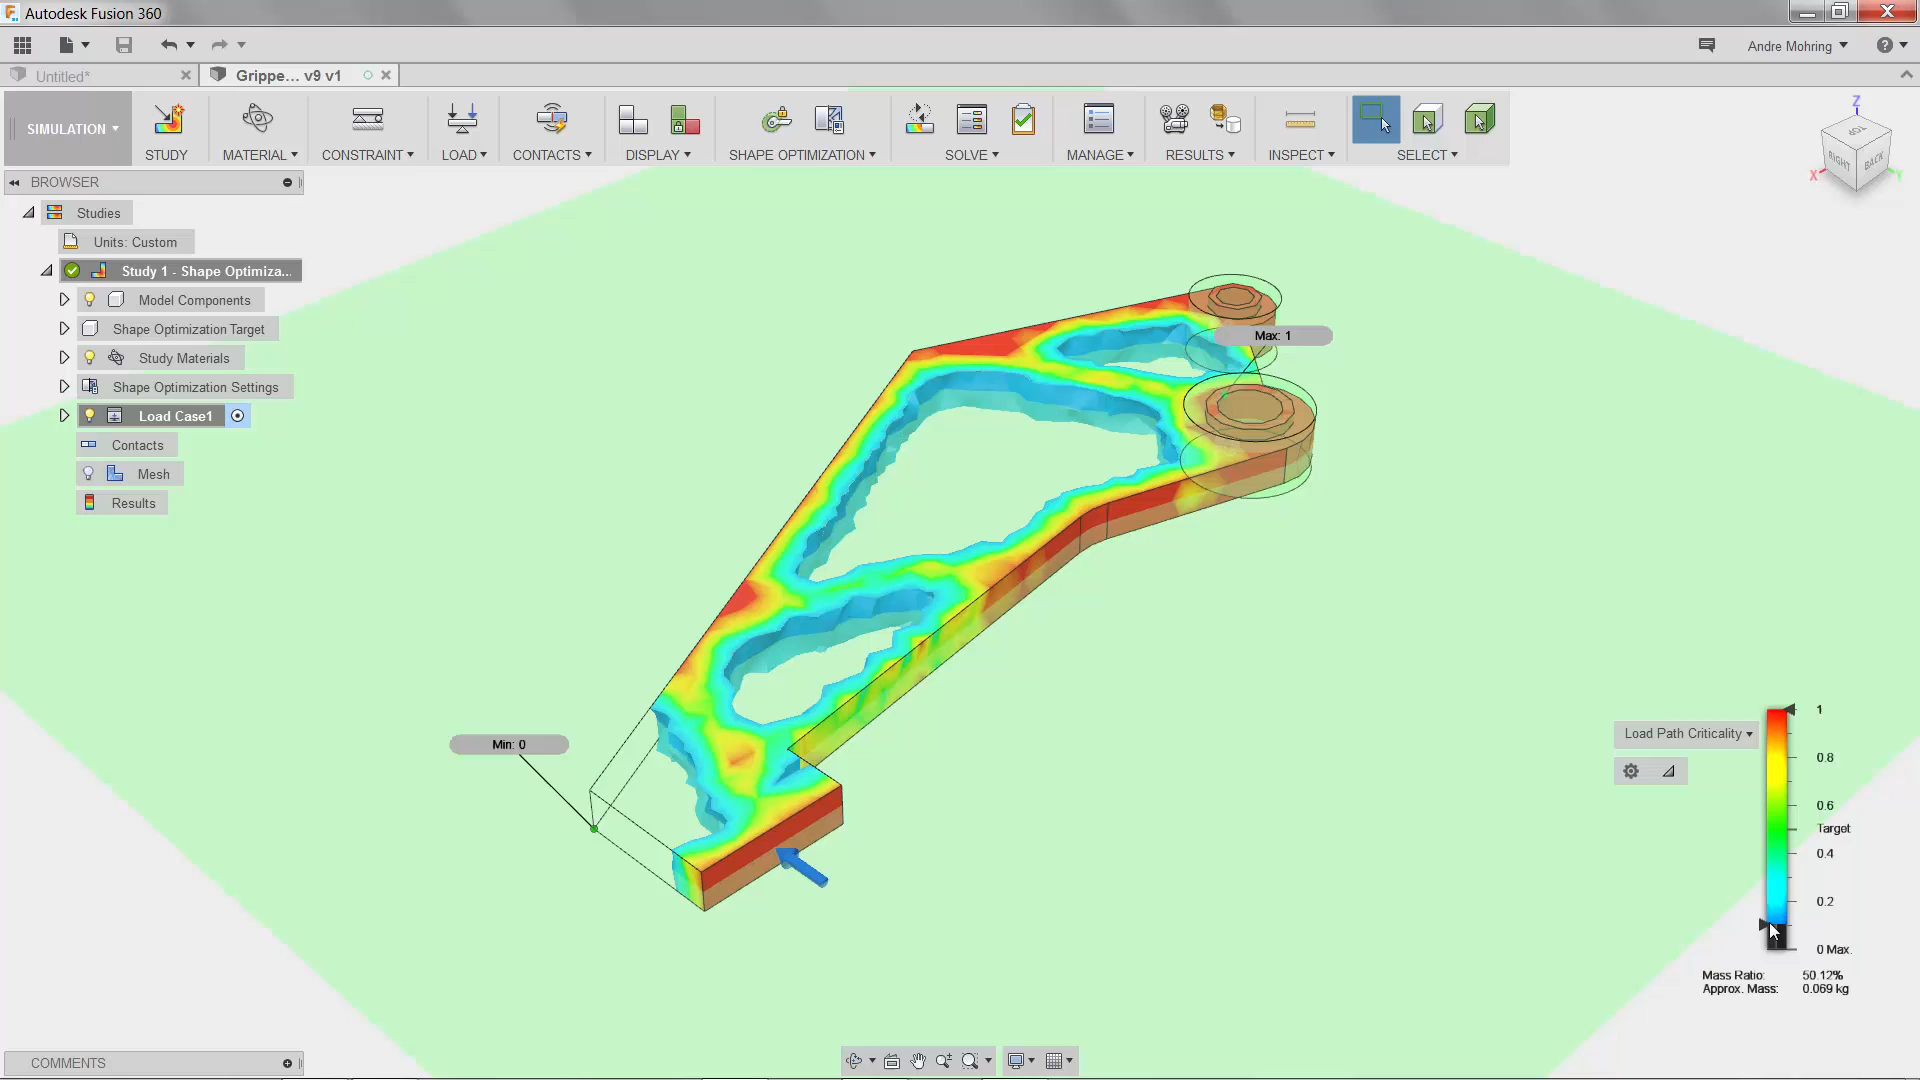 Autodesk Fusion 360
Andre Mohring
Untitled*
Grippe... v9 v1
SIMULATION
STUDY
MATERIAL
CONSTRAINT
LOAD
CONTACTS
DISPLAY
SHAPE OPTIMIZATION
SOLVE
MANAGE
RESULTS
INSPECT
SELECT
Z
TOP
RIGHT
BACK
X
Y
BROWSER
Studies
Units: Custom
Study 1 - Shape Optimiza...
Model Components
Shape Optimization Target
Study Materials
Shape Optimization Settings
Load Case1
Contacts
Mesh
Results
Max: 1
Min: 0
Load Path Criticality
1
0.8
0.6
Target
0.4
0.2
0 Max.
Mass Ratio: 50.12%
Approx. Mass: 0.069 kg
COMMENTS